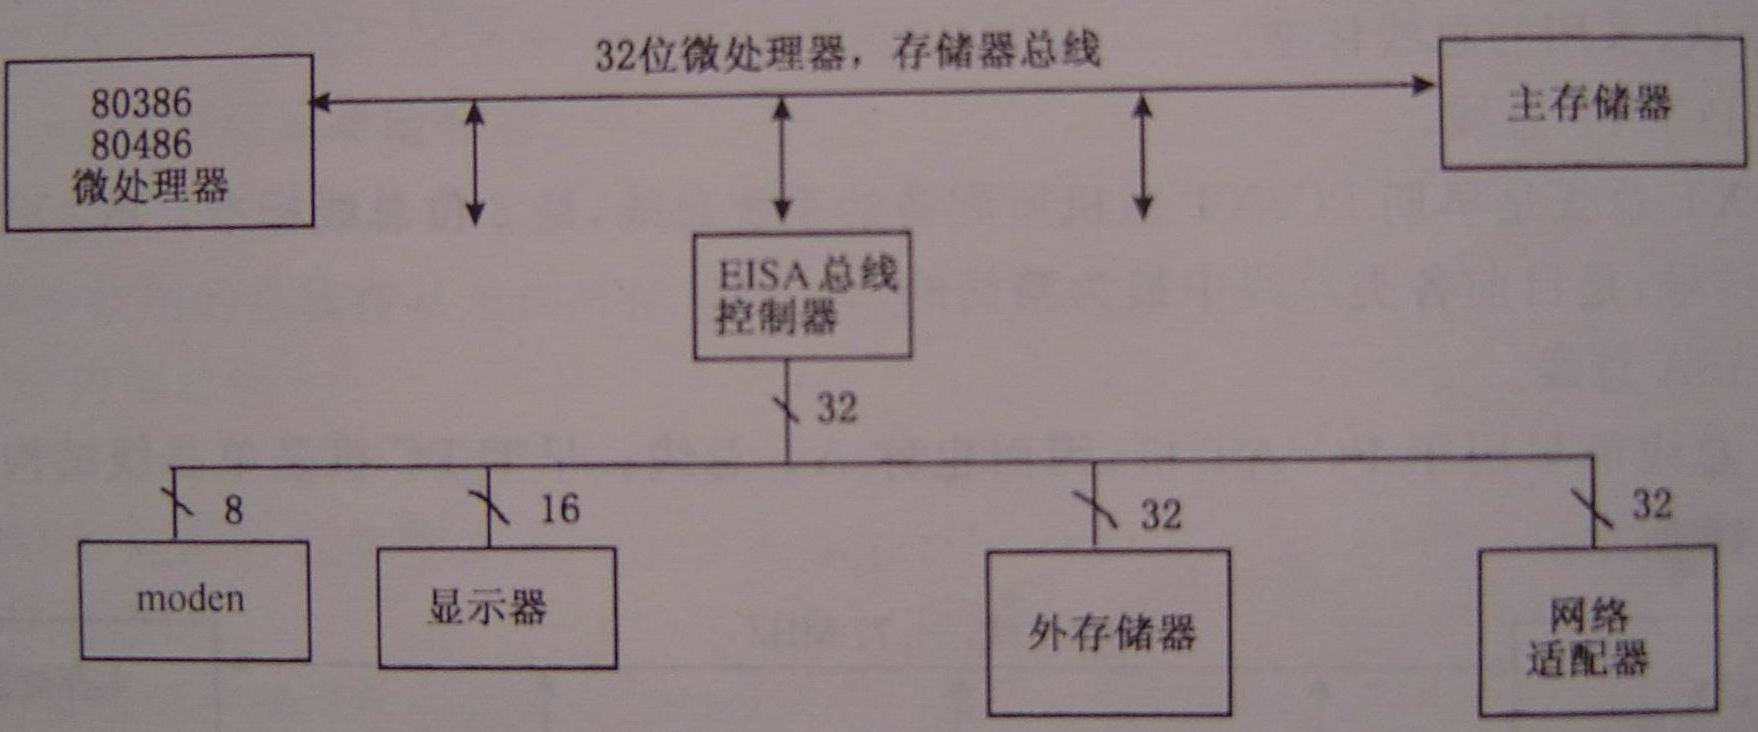 32位微处理器，存储器总线
80386
80486
微处理器
主存储器
EISA总线
控制器
32
8
16
32
32
moden
显示器
外存储器
网络
适配器